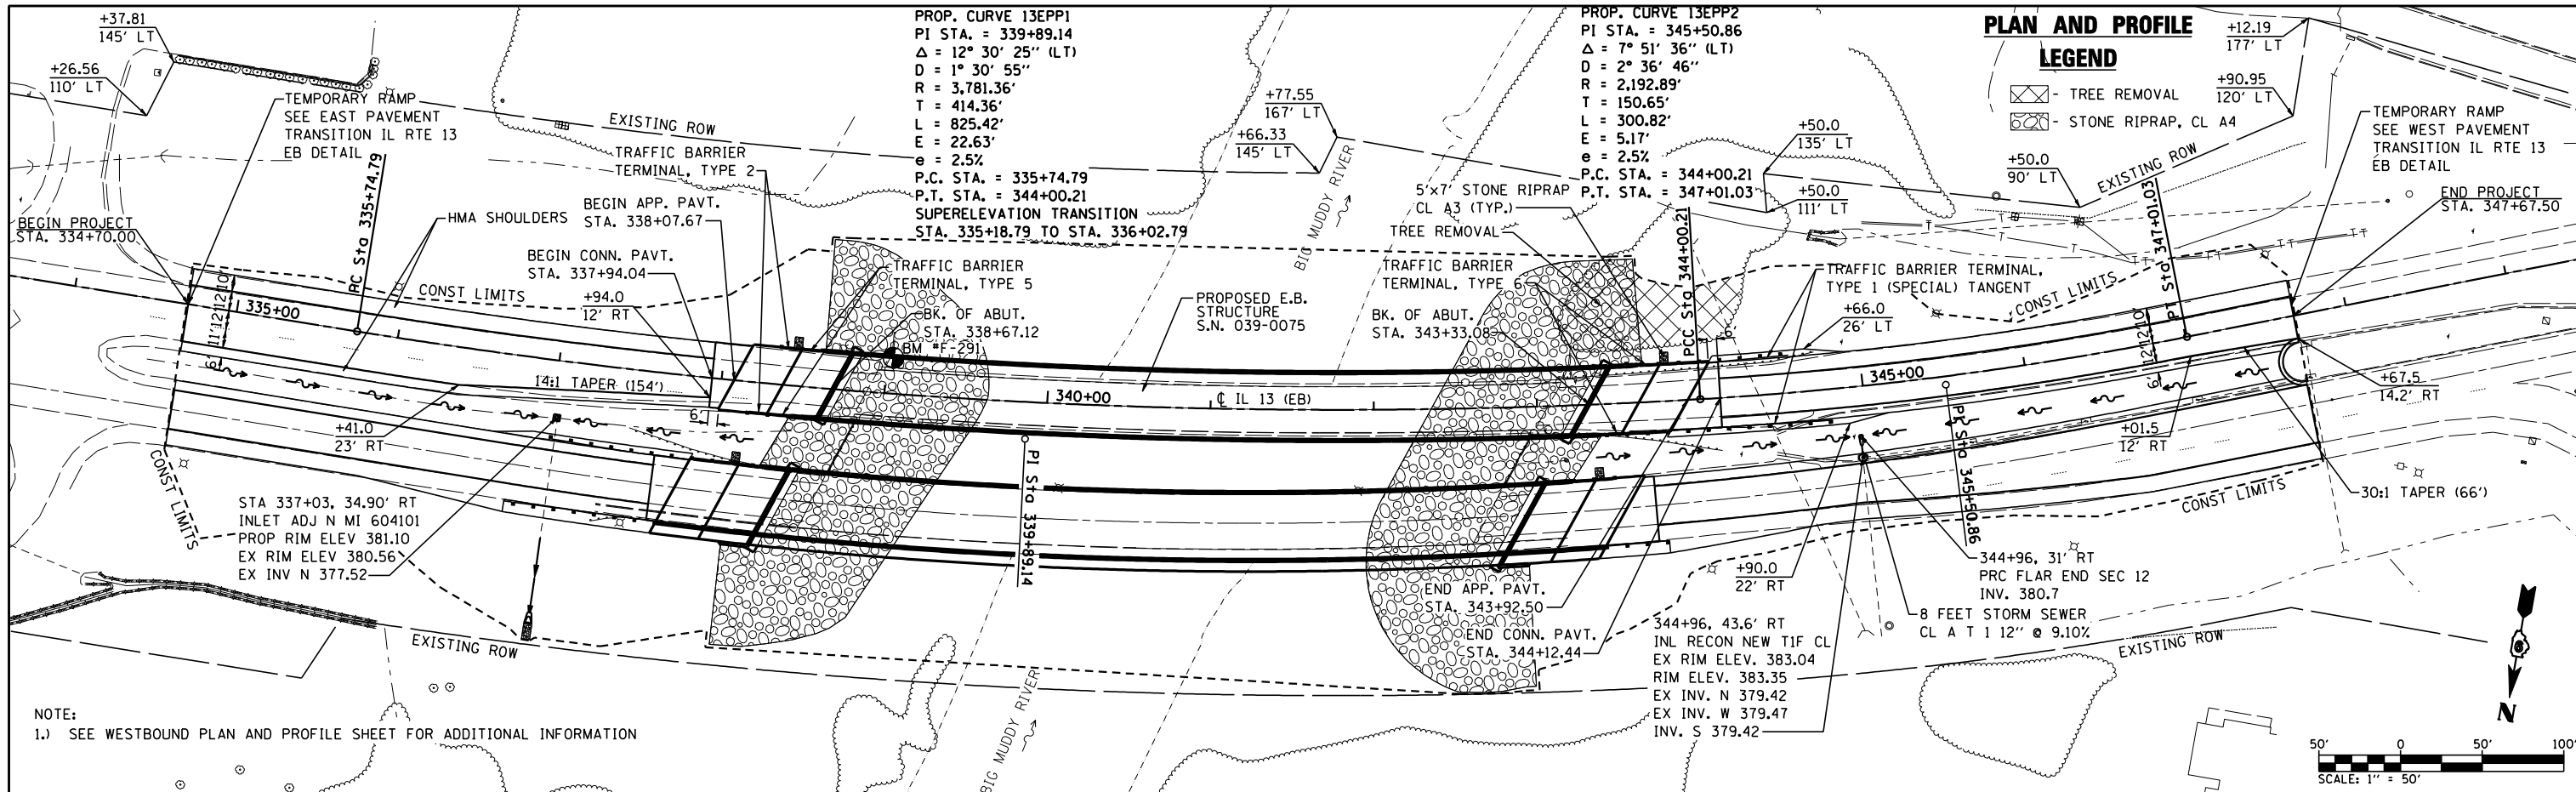 +37.81
145' LT
+26.56
110' LT
TEMPORARY RAMP
SEE EAST PAVEMENT
TRANSITION IL RTE 13
EB DETAIL
BEGIN PROJECT
STA. 334+70.00
PC Sta 335+74.79
335+00
10'
12'
12'
11'
6'
HMA SHOULDERS
CONST LIMITS
EXISTING ROW
TRAFFIC BARRIER
TERMINAL, TYPE 2
BEGIN APP. PAVT.
STA. 338+07.67
BEGIN CONN. PAVT.
STA. 337+94.04
+94.0
12' RT
14:1 TAPER (154')
6'
+41.0
23' RT
CONST LIMITS
STA 337+03, 34.90' RT
INLET ADJ N MI 604101
PROP RIM ELEV 381.10
EX RIM ELEV 380.56
EX INV N 377.52
EXISTING ROW
NOTE:
1.) SEE WESTBOUND PLAN AND PROFILE SHEET FOR ADDITIONAL INFORMATION
PROP. CURVE 13EPP1
PI STA. = 339+89.14
Δ = 12° 30' 25'' (LT)
D = 1° 30' 55''
R = 3,781.36'
T = 414.36'
L = 825.42'
E = 22.63'
e = 2.5%
P.C. STA. = 335+74.79
P.T. STA. = 344+00.21
SUPERELEVATION TRANSITION
STA. 335+18.79 TO STA. 336+02.79
TRAFFIC BARRIER
TERMINAL, TYPE 5
BK. OF ABUT.
STA. 338+67.12
BM #F-291
PROPOSED E.B.
STRUCTURE
S.N. 039-0075
340+00
℄ IL 13 (EB)
PI Sta 339+89.14
BIG MUDDY RIVER
BIG MUDDY RIVER
+77.55
167' LT
+66.33
145' LT
PROP. CURVE 13EPP2
PI STA. = 345+50.86
Δ = 7° 51' 36'' (LT)
D = 2° 36' 46''
R = 2,192.89'
T = 150.65'
L = 300.82'
E = 5.17'
e = 2.5%
P.C. STA. = 344+00.21
P.T. STA. = 347+01.03
5'x7' STONE RIPRAP
CL A3 (TYP.)
TREE REMOVAL
TRAFFIC BARRIER
TERMINAL, TYPE 6
BK. OF ABUT.
STA. 343+33.08
PCC Sta 344+00.21
6'
+50.0
135' LT
+50.0
111' LT
TRAFFIC BARRIER TERMINAL,
TYPE 1 (SPECIAL) TANGENT
+66.0
26' LT
345+00
PI Sta 345+50.86
END APP. PAVT.
STA. 343+92.50
END CONN. PAVT.
STA. 344+12.44
+90.0
22' RT
344+96, 43.6' RT
INL RECON NEW T1F CL
EX RIM ELEV. 383.04
RIM ELEV. 383.35
EX INV. N 379.42
EX INV. W 379.47
INV. S 379.42
344+96, 31' RT
PRC FLAR END SEC 12
INV. 380.7
8 FEET STORM SEWER
CL A T 1 12'' @ 9.10%
PLAN AND PROFILE
LEGEND
- TREE REMOVAL
- STONE RIPRAP, CL A4
+12.19
177' LT
+90.95
120' LT
+50.0
90' LT
EXISTING ROW
TEMPORARY RAMP
SEE WEST PAVEMENT
TRANSITION IL RTE 13
EB DETAIL
END PROJECT
STA. 347+67.50
PT Sta 347+01.03
CONST LIMITS
10'
12'
12'
6'
+67.5
14.2' RT
+01.5
12' RT
30:1 TAPER (66')
CONST LIMITS
EXISTING ROW
N
50' 0 50' 100'
SCALE: 1'' = 50'